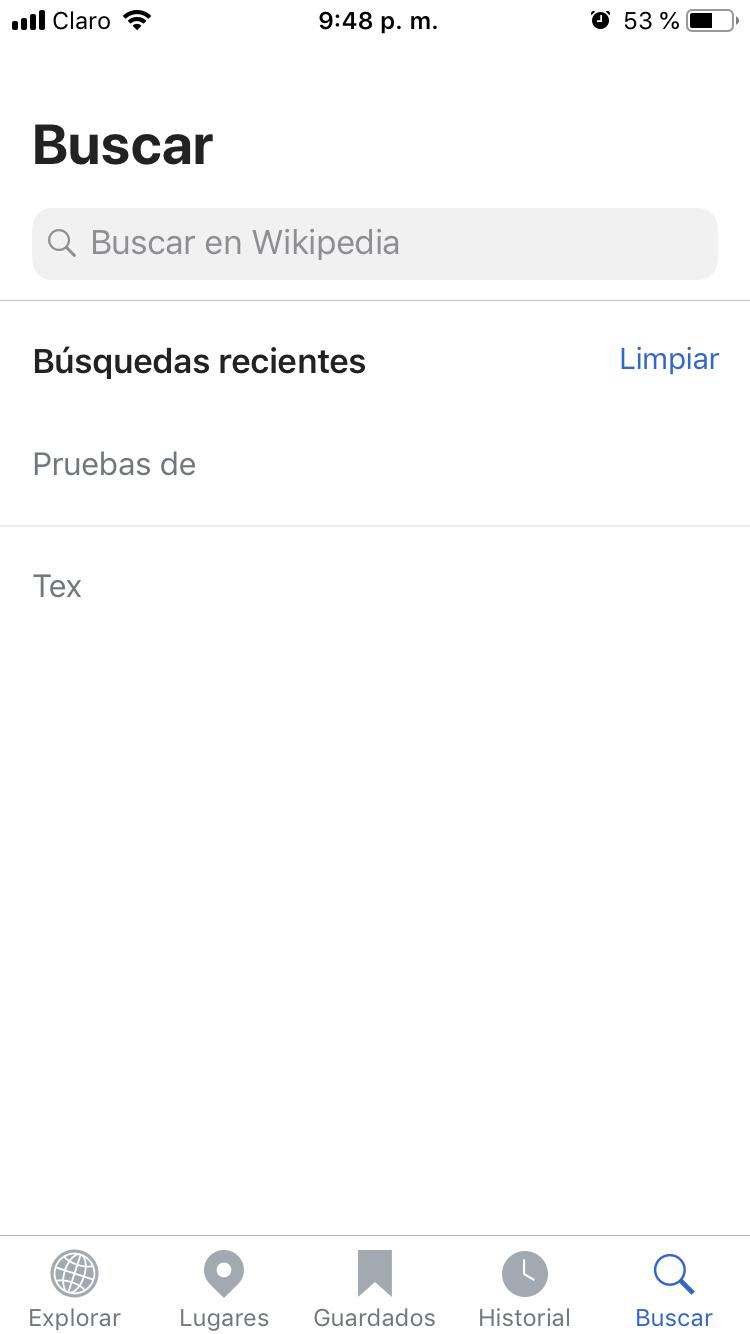 Claro 9:48 p. m. 53 %
Buscar
Buscar en Wikipedia
Búsquedas recientes Limpiar
Pruebas de
Tex
Explorar Lugares Guardados Historial Buscar